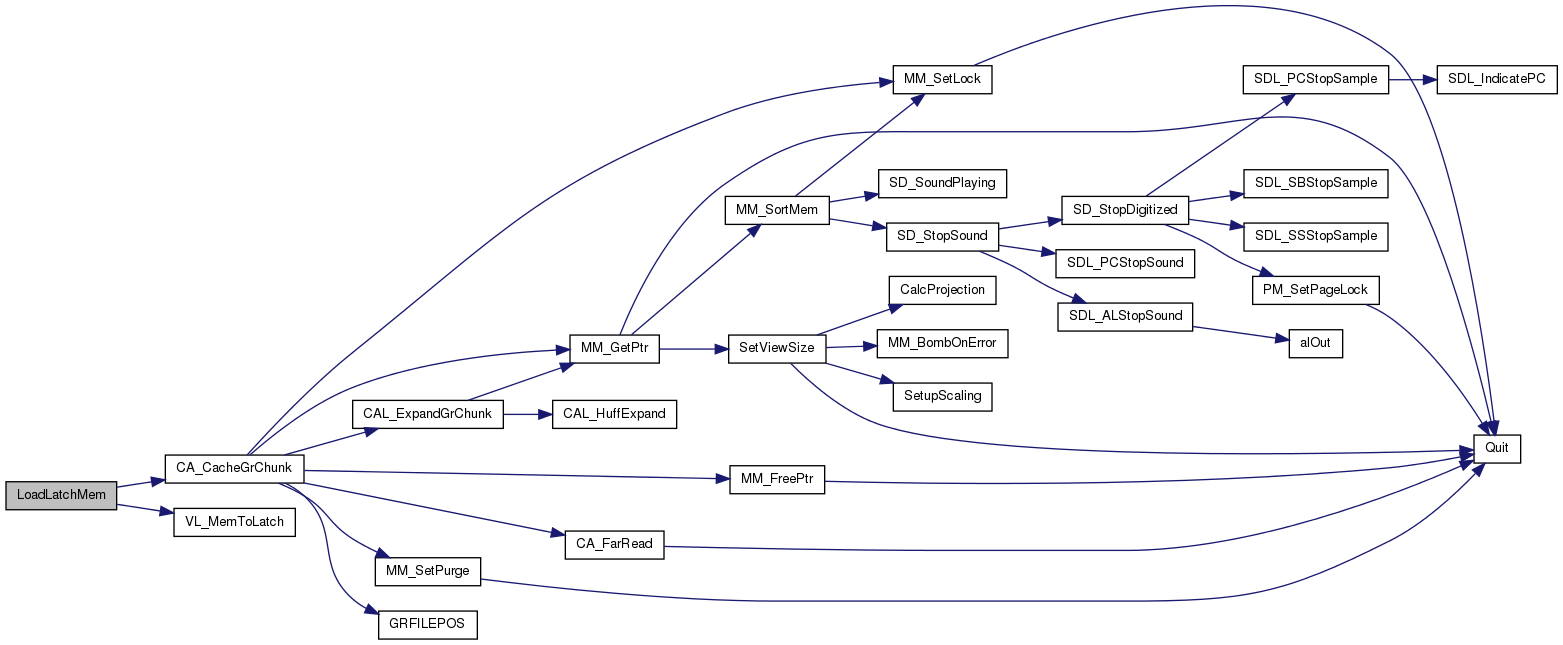 LoadLatchMem
CA_CacheGrChunk
VL_MemToLatch
MM_SetLock
MM_GetPtr
CAL_ExpandGrChunk
CAL_HuffExpand
MM_FreePtr
CA_FarRead
MM_SetPurge
GRFILEPOS
MM_SortMem
SetViewSize
SD_SoundPlaying
SD_StopSound
CalcProjection
MM_BombOnError
SetupScaling
SD_StopDigitized
SDL_PCStopSound
SDL_ALStopSound
SDL_PCStopSample
SDL_SBStopSample
SDL_SSStopSample
PM_SetPageLock
alOut
SDL_IndicatePC
Quit